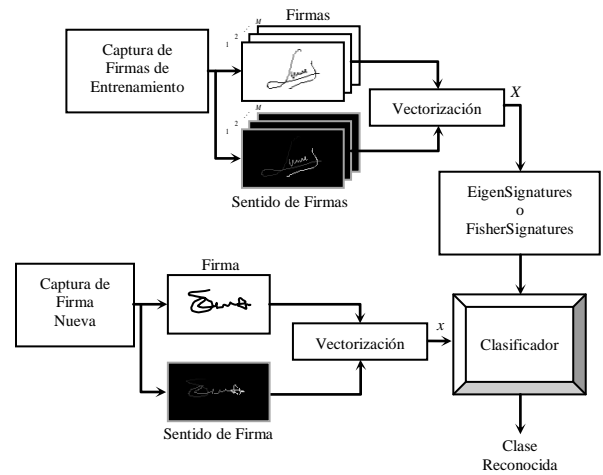 Firmas
Captura de
Firmas de
Entrenamiento
1 2 ... M
Vectorización
X
1 2 ... M
Sentido de Firmas
EigenSignatures
o
FisherSignatures
Firma
Captura de
Firma
Nueva
Vectorización
x
Clasificador
Sentido de Firma
Clase
Reconocida